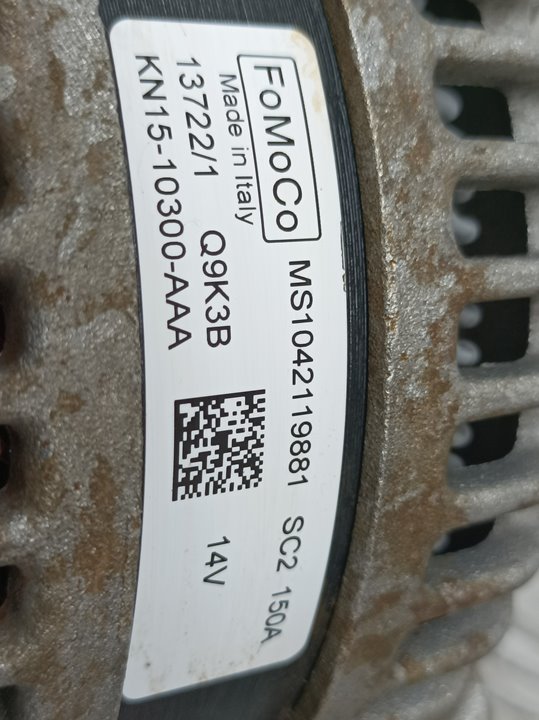 FoMoCo MS1042119881 SC2 150A
Made in Italy
13722/1 Q9K3B 14V
KN15-10300-AAA